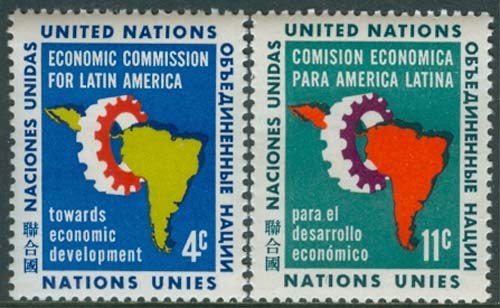 UNITED NATIONS
NACIONES UNIDAS
聯合國
ECONOMIC COMMISSION
FOR LATIN AMERICA
towards
economic
development
4c
ОБЪЕДИНЕННЫЕ НАЦИИ
NATIONS UNIES
UNITED NATIONS
NACIONES UNIDAS
聯合國
COMISION ECONOMICA
PARA AMERICA LATINA
para el
desarrollo
económico
11c
ОБЪЕДИНЕННЫЕ НАЦИИ
NATIONS UNIES